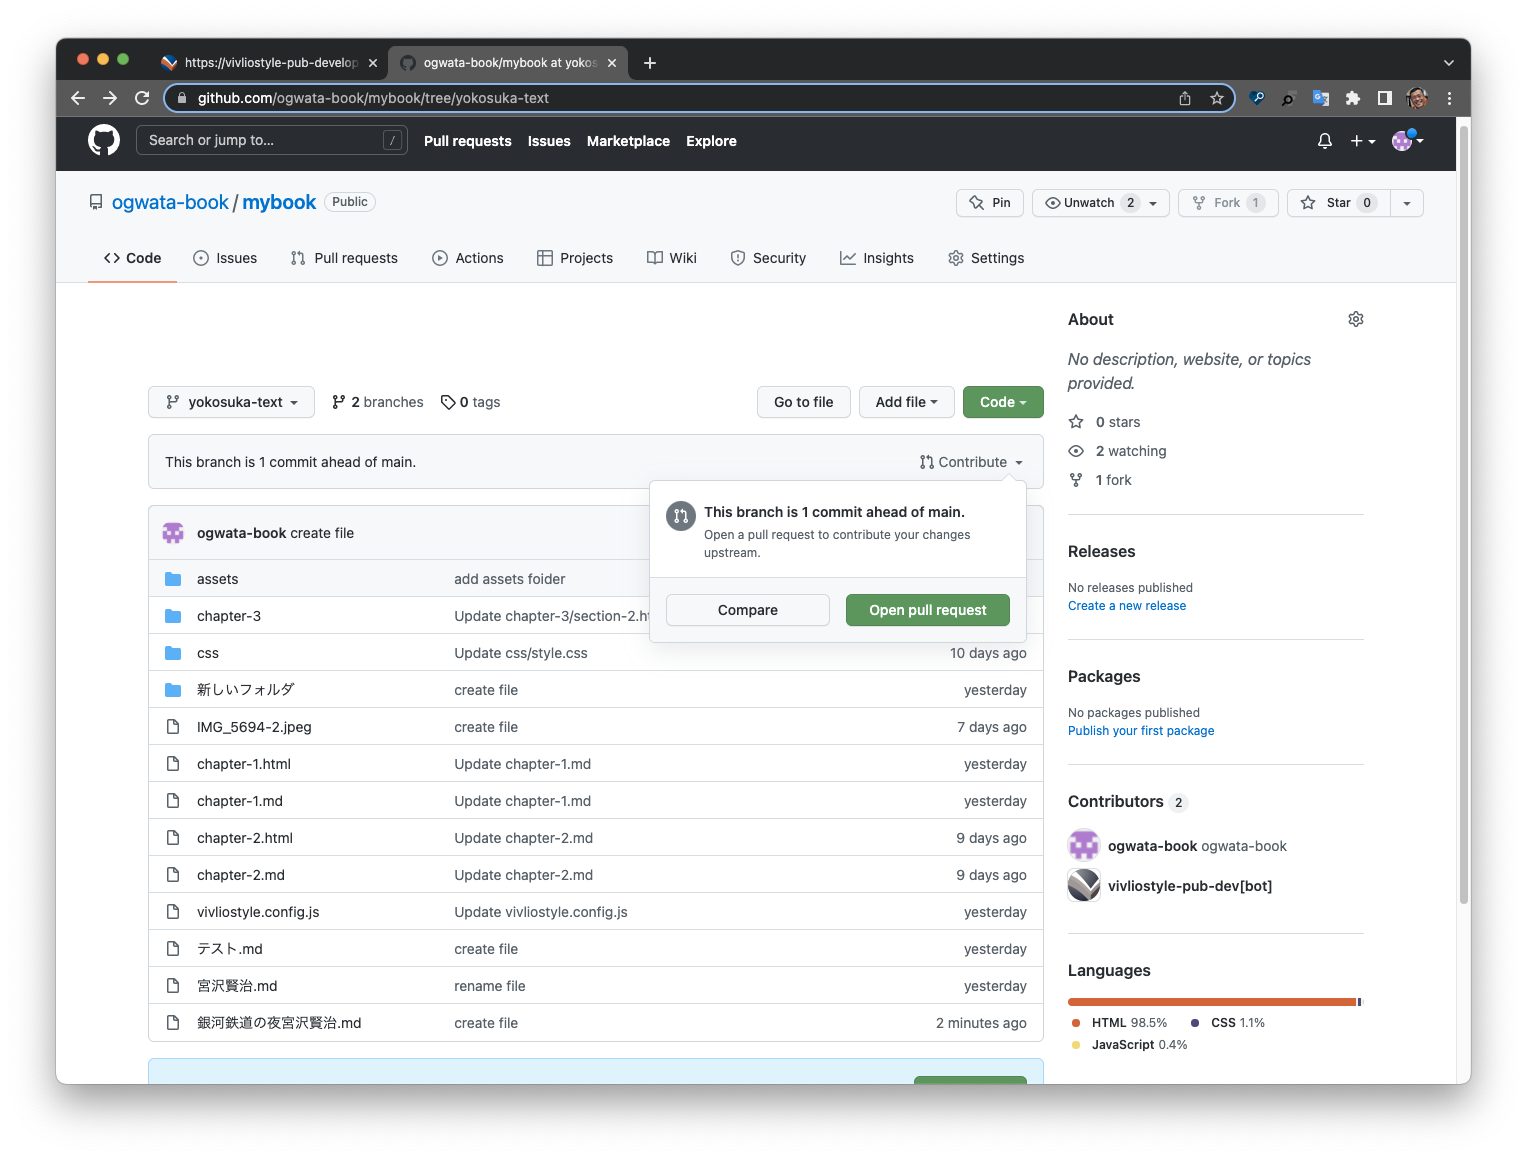 https://vivliostyle-pub-develop
ogwata-book/mybook at yokos
github.com/ogwata-book/mybook/tree/yokosuka-text
Search or jump to... /
Pull requests Issues Marketplace Explore
ogwata-book / mybook Public
Pin Unwatch 2 Fork 1 Star 0
Code Issues Pull requests Actions Projects Wiki Security Insights Settings
yokosuka-text 2 branches 0 tags Go to file Add file Code
This branch is 1 commit ahead of main. Contribute
This branch is 1 commit ahead of main.
Open a pull request to contribute your changes
upstream.
Compare Open pull request
ogwata-book create file
assets add assets foider
chapter-3 Update chapter-3/section-2.ht
css Update css/style.css 10 days ago
新しいフォルダ create file yesterday
IMG_5694-2.jpeg create file 7 days ago
chapter-1.html Update chapter-1.md yesterday
chapter-1.md Update chapter-1.md yesterday
chapter-2.html Update chapter-2.md 9 days ago
chapter-2.md Update chapter-2.md 9 days ago
vivliostyle.config.js Update vivliostyle.config.js yesterday
テスト.md create file yesterday
宮沢賢治.md rename file yesterday
銀河鉄道の夜宮沢賢治.md create file 2 minutes ago
About
No description, website, or topics
provided.
0 stars
2 watching
1 fork
Releases
No releases published
Create a new release
Packages
No packages published
Publish your first package
Contributors 2
ogwata-book ogwata-book
vivliostyle-pub-dev[bot]
Languages
HTML 98.5% CSS 1.1%
JavaScript 0.4%